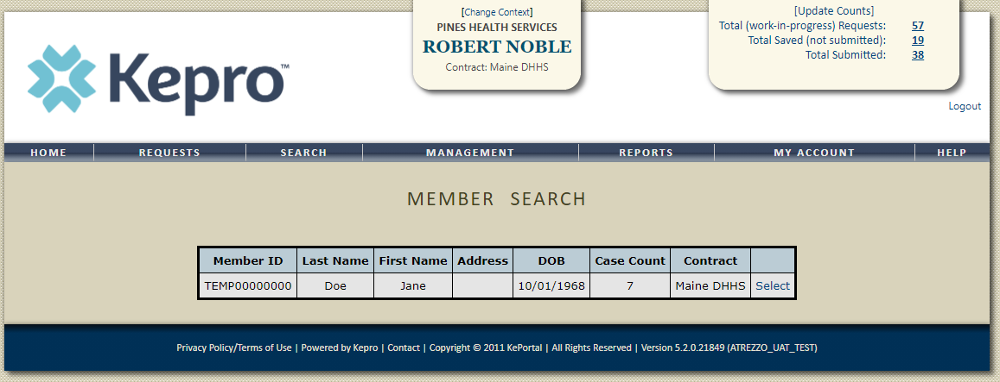 [Change Context]
PINES HEALTH SERVICES
ROBERT NOBLE
Contract: Maine DHHS
[Update Counts]
Total (work-in-progress) Requests: 57
Total Saved (not submitted): 19
Total Submitted: 38
Kepro™
Logout
HOME REQUESTS SEARCH MANAGEMENT REPORTS MY ACCOUNT HELP
MEMBER SEARCH
Member ID Last Name First Name Address DOB Case Count Contract
TEMP00000000 Doe Jane 10/01/1968 7 Maine DHHS Select
Privacy Policy/Terms of Use | Powered by Kepro | Contact | Copyright © 2011 KePortal | All Rights Reserved | Version 5.2.0.21849 (ATREZZO_UAT_TEST)